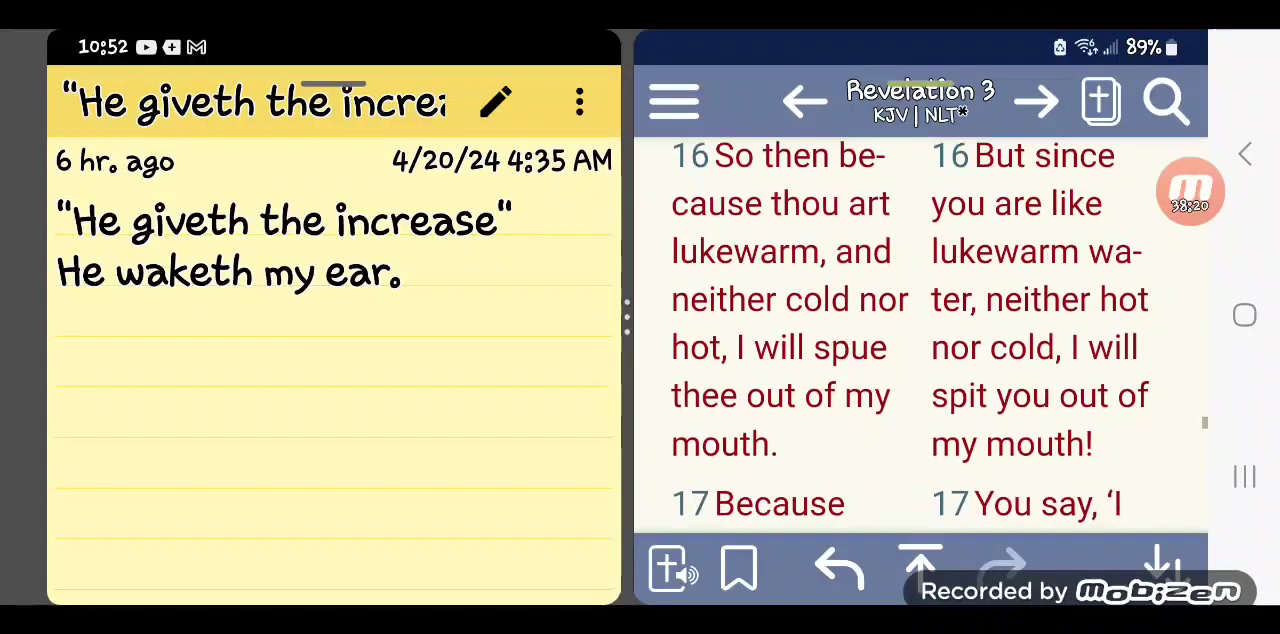 10:52
"He giveth the increa
6 hr. ago 4/20/24 4:35 AM
"He giveth the increase"
He waketh my ear.
89%
Revelation 3
KJV | NLT*
16 So then be-
cause thou art
lukewarm, and
neither cold nor
hot, I will spue
thee out of my
mouth.
17 Because
16 But since
you are like
lukewarm wa-
ter, neither hot
nor cold, I will
spit you out of
my mouth!
17 You say, ‘I
38:20
Recorded by MOBIZEN